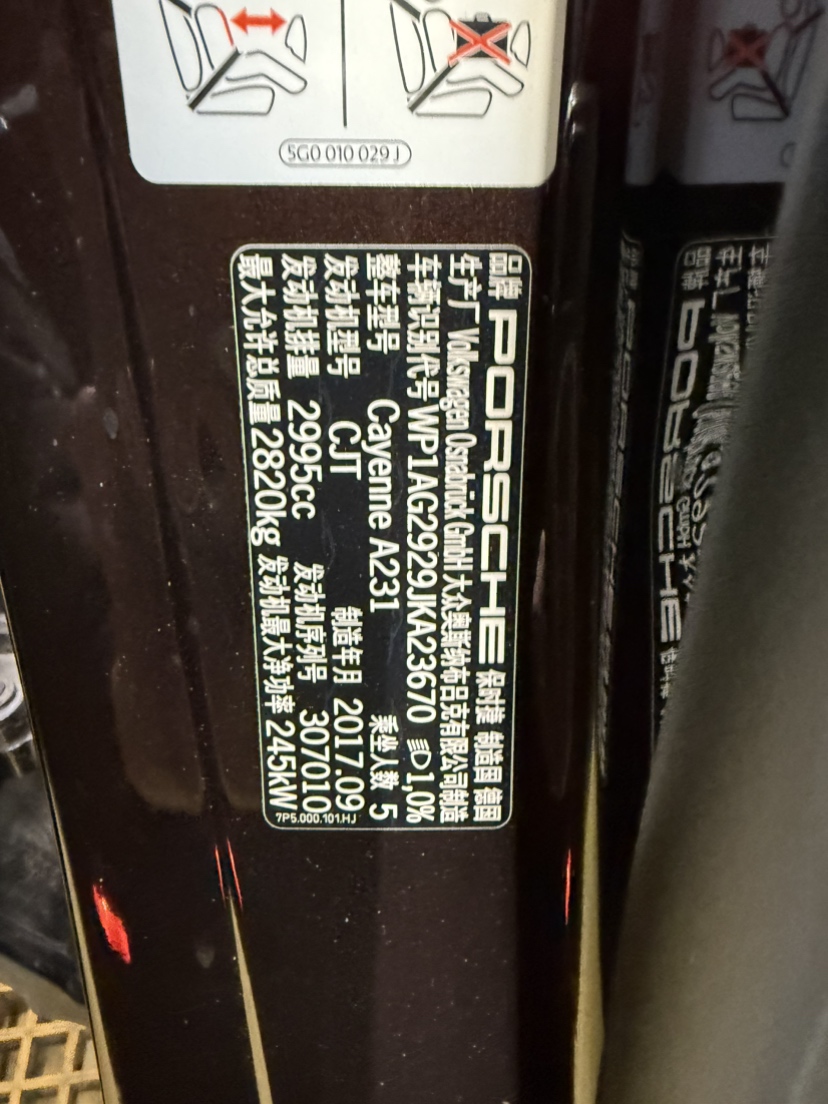 5G0 010 029 J
品牌 PORSCHE 保时捷 制造国 德国
生产厂 Volkswagen Osnabrück GmbH 大众奥斯纳布吕克有限公司制造
车辆识别代号 WP1AG2929JKA23670 1,0%
整车型号 Cayenne A231 乘坐人数 5
发动机型号 CJT 制造年月 2017.09
发动机排量 2995cc 发动机序列号 307010
最大允许总质量 2820kg 发动机最大净功率 245kW
7P5.000.101.HJ